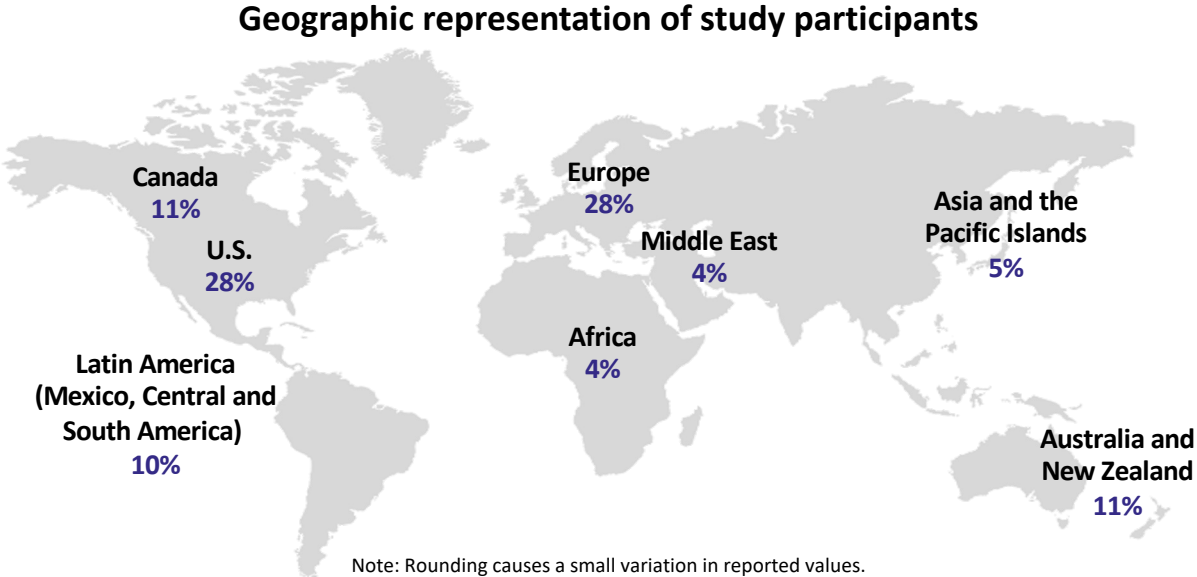 Geographic representation of study participants
Canada
11%
U.S.
28%
Latin America
(Mexico, Central and
South America)
10%
Europe
28%
Middle East
4%
Africa
4%
Asia and the
Pacific Islands
5%
Australia and
New Zealand
11%
Note: Rounding causes a small variation in reported values.